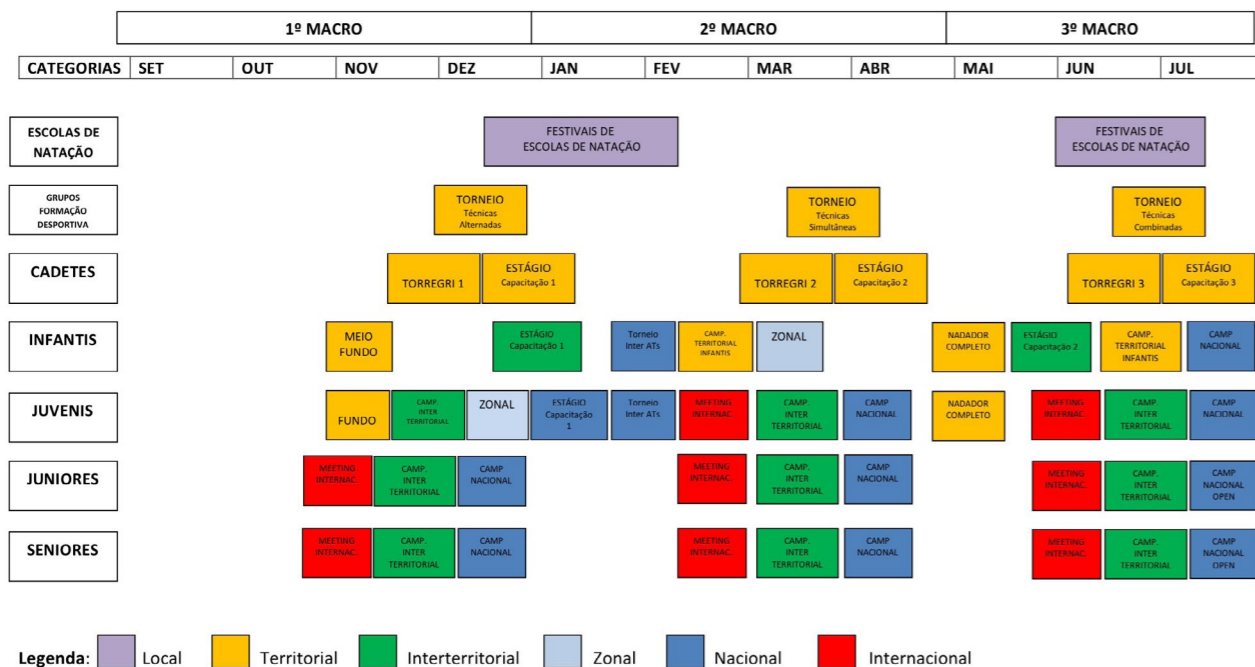 1º MACRO 2º MACRO 3º MACRO
CATEGORIAS SET OUT NOV DEZ JAN FEV MAR ABR MAI JUN JUL
ESCOLAS DE
NATAÇÃO
FESTIVAIS DE
ESCOLAS DE NATAÇÃO
FESTIVAIS DE
ESCOLAS DE NATAÇÃO
GRUPOS
FORMAÇÃO
DESPORTIVA
TORNEIO
Técnicas
Alternadas
TORNEIO
Técnicas
Simultâneas
TORNEIO
Técnicas
Combinadas
CADETES
TORREGRI 1
ESTÁGIO
Capacitação 1
TORREGRI 2
ESTÁGIO
Capacitação 2
TORREGRI 3
ESTÁGIO
Capacitação 3
INFANTIS
MEIO
FUNDO
ESTÁGIO
Capacitação 1
Torneio
Inter ATs
CAMP.
TERRITORIAL
INFANTIS
ZONAL
NADADOR
COMPLETO
ESTÁGIO
Capacitação 2
CAMP.
TERRITORIAL
INFANTIS
CAMP
NACIONAL
JUVENIS
FUNDO
CAMP.
INTER
TERRITORIAL
ZONAL
ESTÁGIO
Capacitação
1
Torneio
Inter ATs
MEETING
INTERNAC.
CAMP.
INTER
TERRITORIAL
CAMP
NACIONAL
NADADOR
COMPLETO
MEETING
INTERNAC.
CAMP.
INTER
TERRITORIAL
CAMP
NACIONAL
JUNIORES
MEETING
INTERNAC.
CAMP.
INTER
TERRITORIAL
CAMP
NACIONAL
MEETING
INTERNAC.
CAMP.
INTER
TERRITORIAL
CAMP
NACIONAL
MEETING
INTERNAC.
CAMP.
INTER
TERRITORIAL
CAMP
NACIONAL
OPEN
SENIORES
MEETING
INTERNAC.
CAMP.
INTER
TERRITORIAL
CAMP
NACIONAL
MEETING
INTERNAC.
CAMP.
INTER
TERRITORIAL
CAMP
NACIONAL
MEETING
INTERNAC.
CAMP.
INTER
TERRITORIAL
CAMP
NACIONAL
OPEN
Legenda: Local Territorial Interterritorial Zonal Nacional Internacional